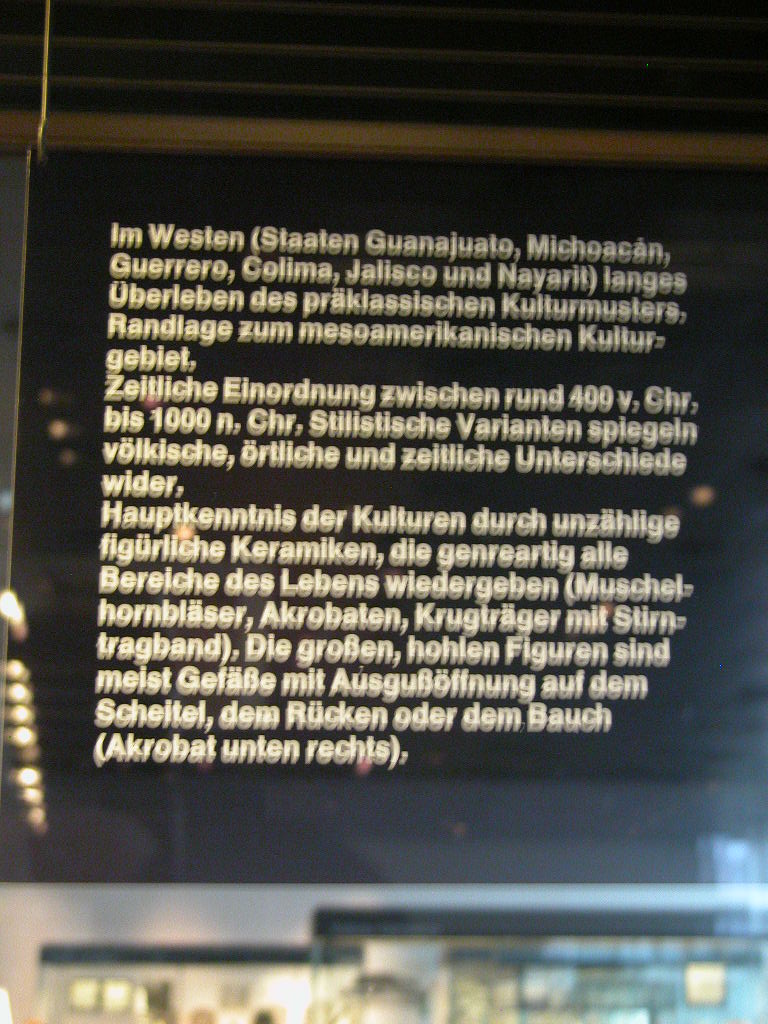 Im Westen (Staaten Guanajuato, Michoacán,
Guerrero, Colima, Jalisco und Nayarit) langes
Überleben des präklassischen Kulturmusters,
Randlage zum mesoamerikanischen Kultur-
gebiet.
Zeitliche Einordnung zwischen rund 400 v. Chr.
bis 1000 n. Chr. Stilistische Varianten spiegeln
völkische, örtliche und zeitliche Unterschiede
wider.
Hauptkenntnis der Kulturen durch unzählige
figürliche Keramiken, die genreartig alle
Bereiche des Lebens wiedergeben (Muschel-
hornbläser, Akrobaten, Krugträger mit Stirn-
tragband). Die großen, hohlen Figuren sind
meist Gefäße mit Ausgußöffnung auf dem
Scheitel, dem Rücken oder dem Bauch
(Akrobat unten rechts).